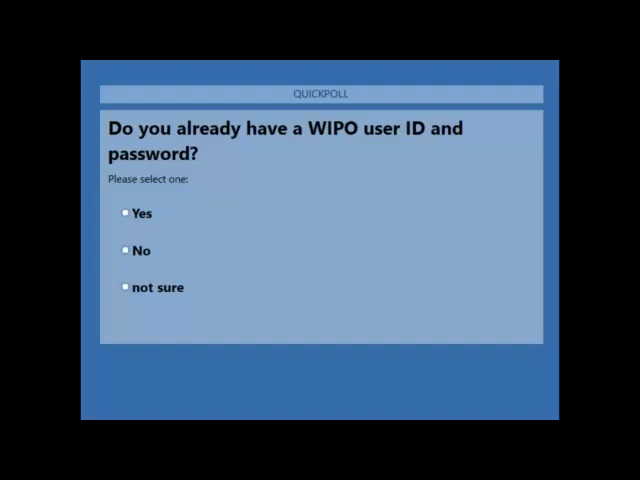 QUICKPOLL
Do you already have a WIPO user ID and
password?
Please select one:
Yes
No
not sure